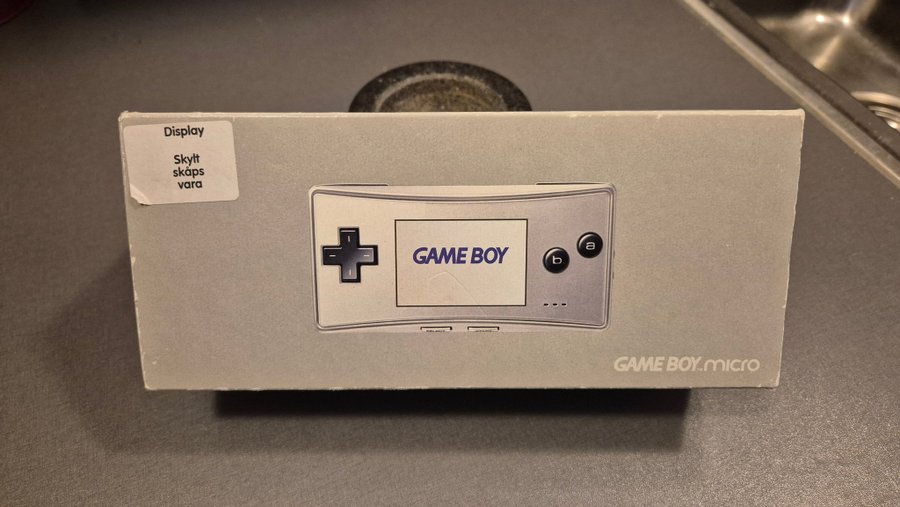 Display
Skylt
skåps
vara
GAME BOY
b
a
GAME BOY micro